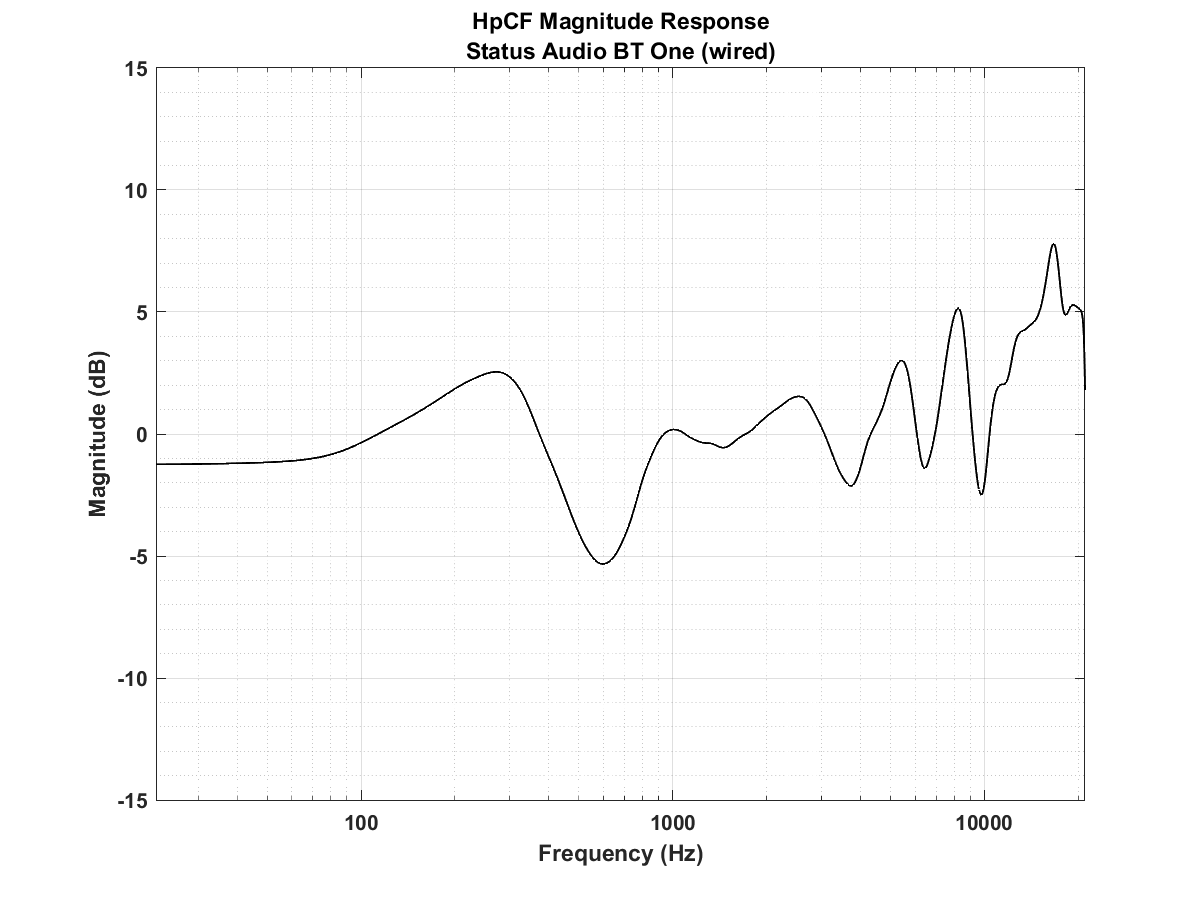 HpCF Magnitude Response
Status Audio BT One (wired)
15
10
5
0
-5
-10
-15
Magnitude (dB)
100 1000 10000
Frequency (Hz)